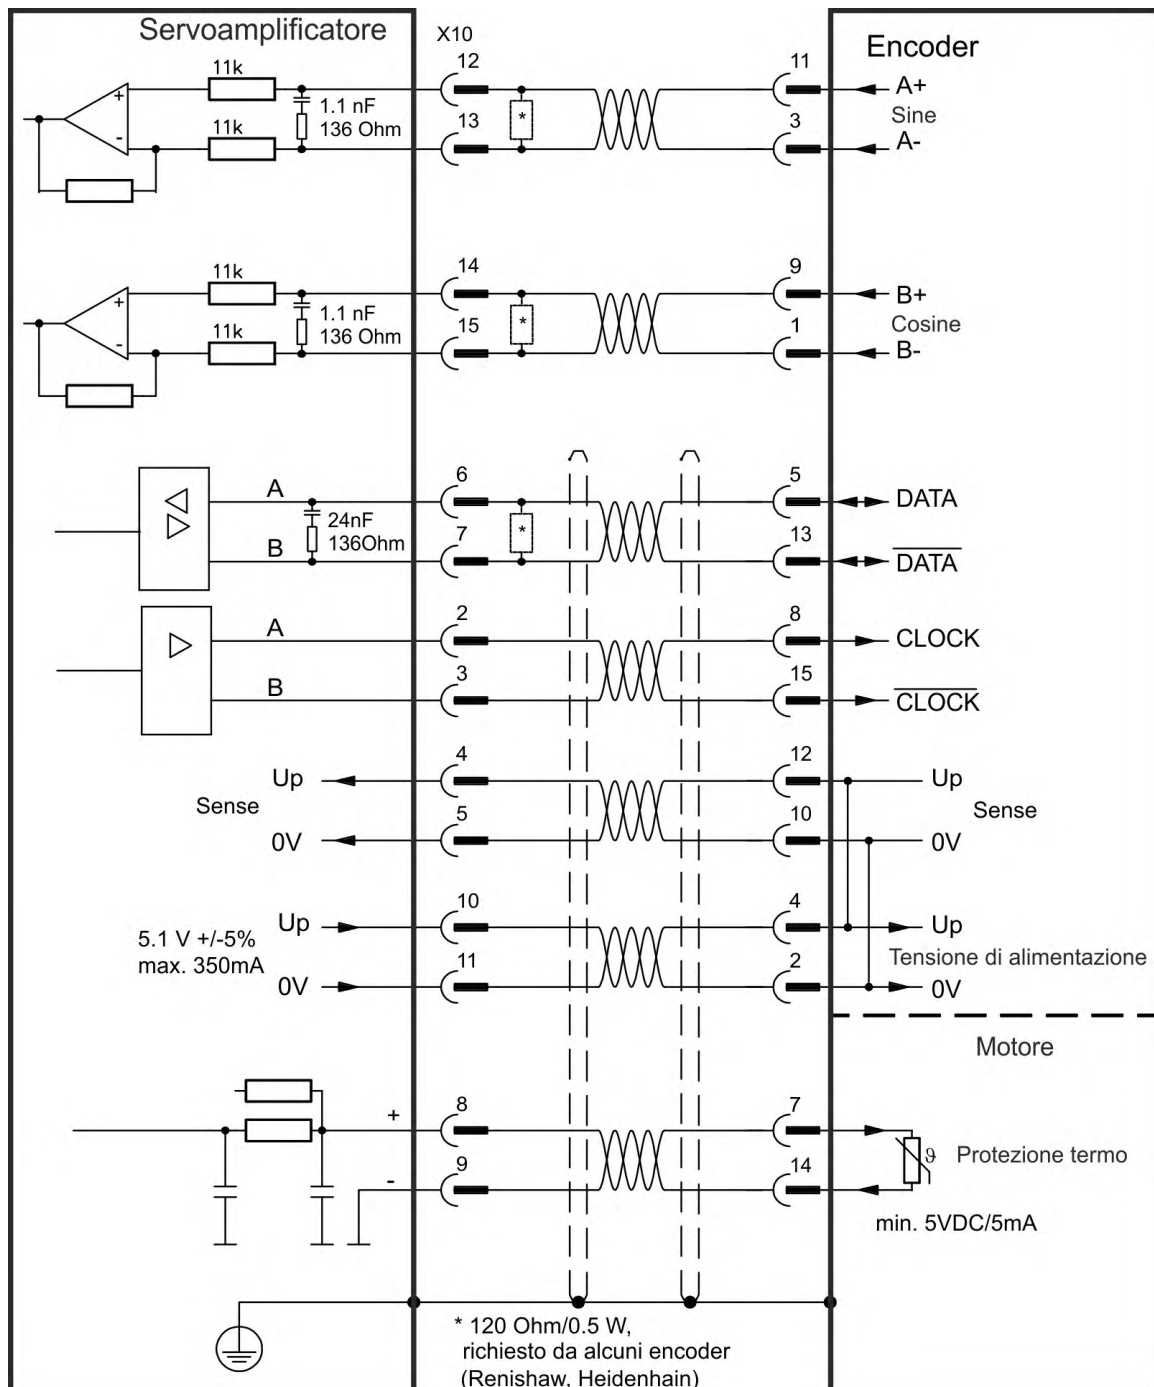 Servoamplificatore
X10
Encoder
11k
12
11
A+
1.1 nF
136 Ohm
Sine
11k
13
3
A-
+
-
*
11k
14
9
B+
1.1 nF
136 Ohm
Cosine
11k
15
1
B-
+
-
*
A
6
5
DATA
24nF
136Ohm
*
B
7
13
DATA
A
2
8
CLOCK
B
3
15
CLOCK
Up
4
12
Up
Sense
Sense
0V
5
10
0V
Up
10
4
Up
5.1 V +/-5%
max. 350mA
Tensione di alimentazione
0V
11
2
0V
Motore
+
8
7
ϑ
Protezione termo
-
9
14
min. 5VDC/5mA
* 120 Ohm/0.5 W,
richiesto da alcuni encoder
(Renishaw, Heidenhain)